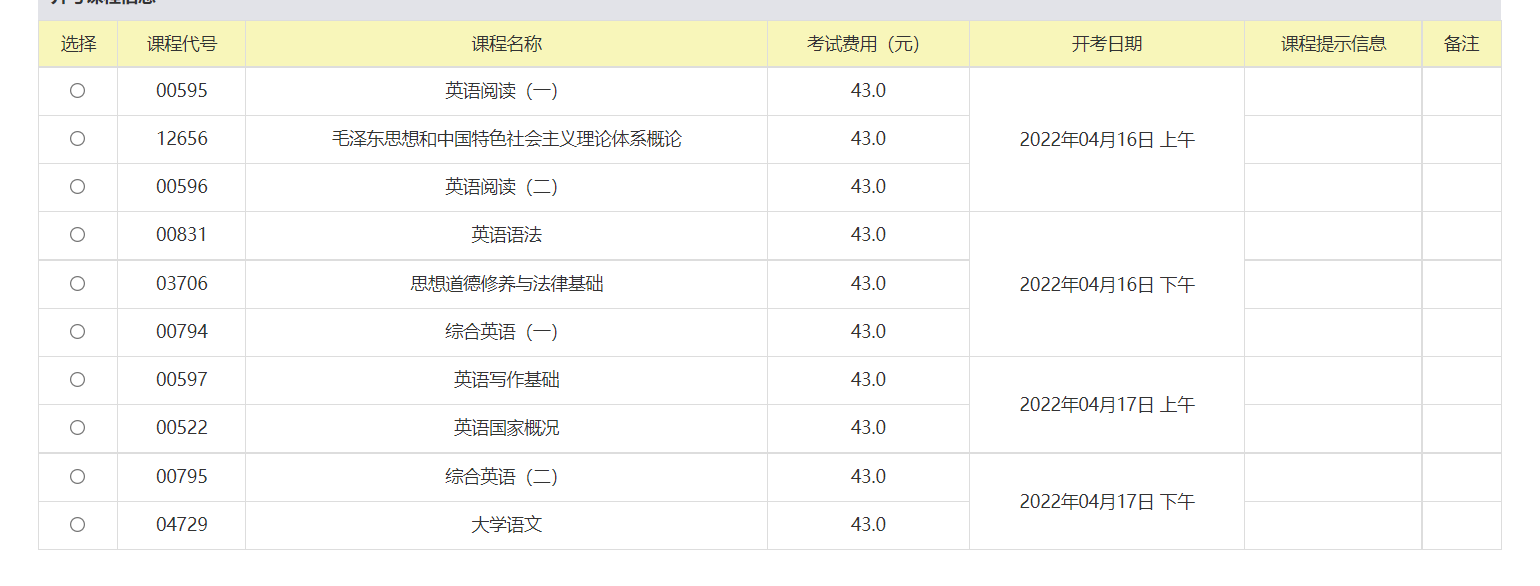 选择 课程代号 课程名称 考试费用（元） 开考日期 课程提示信息 备注
00595 英语阅读（一） 43.0
12656 毛泽东思想和中国特色社会主义理论体系概论 43.0 2022年04月16日 上午
00596 英语阅读（二） 43.0
00831 英语语法 43.0
03706 思想道德修养与法律基础 43.0 2022年04月16日 下午
00794 综合英语（一） 43.0
00597 英语写作基础 43.0
2022年04月17日 上午
00522 英语国家概况 43.0
00795 综合英语（二） 43.0
2022年04月17日 下午
04729 大学语文 43.0